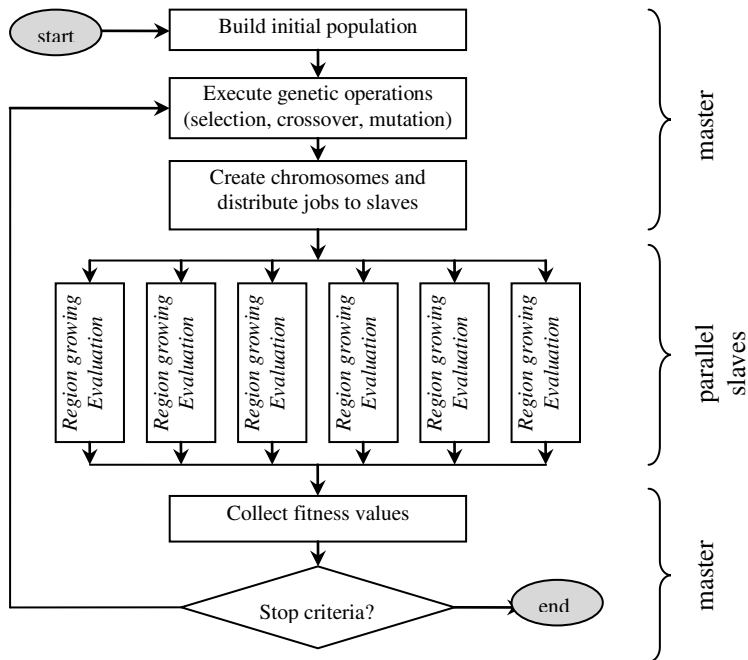 start
Build initial population
Execute genetic operations
(selection, crossover, mutation)
Create chromosomes and
distribute jobs to slaves
master
Region growing
Evaluation
Region growing
Evaluation
Region growing
Evaluation
Region growing
Evaluation
Region growing
Evaluation
Region growing
Evaluation
parallel
slaves
Collect fitness values
Stop criteria?
end
master